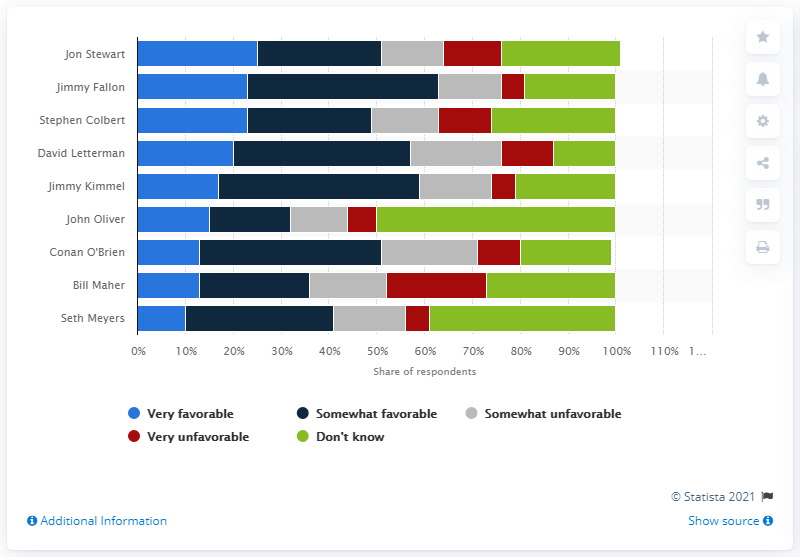 Jon Stewart
Jimmy Fallon
Stephen Colbert
David Letterman
Jimmy Kimmel
John Oliver
Conan O'Brien
Bill Maher
Seth Meyers
0% 10% 20% 30% 40% 50% 60% 70% 80% 90% 100% 110% 1...
Share of respondents
Very favorable Somewhat favorable Somewhat unfavorable
Very unfavorable Don't know
© Statista 2021
Additional Information Show source